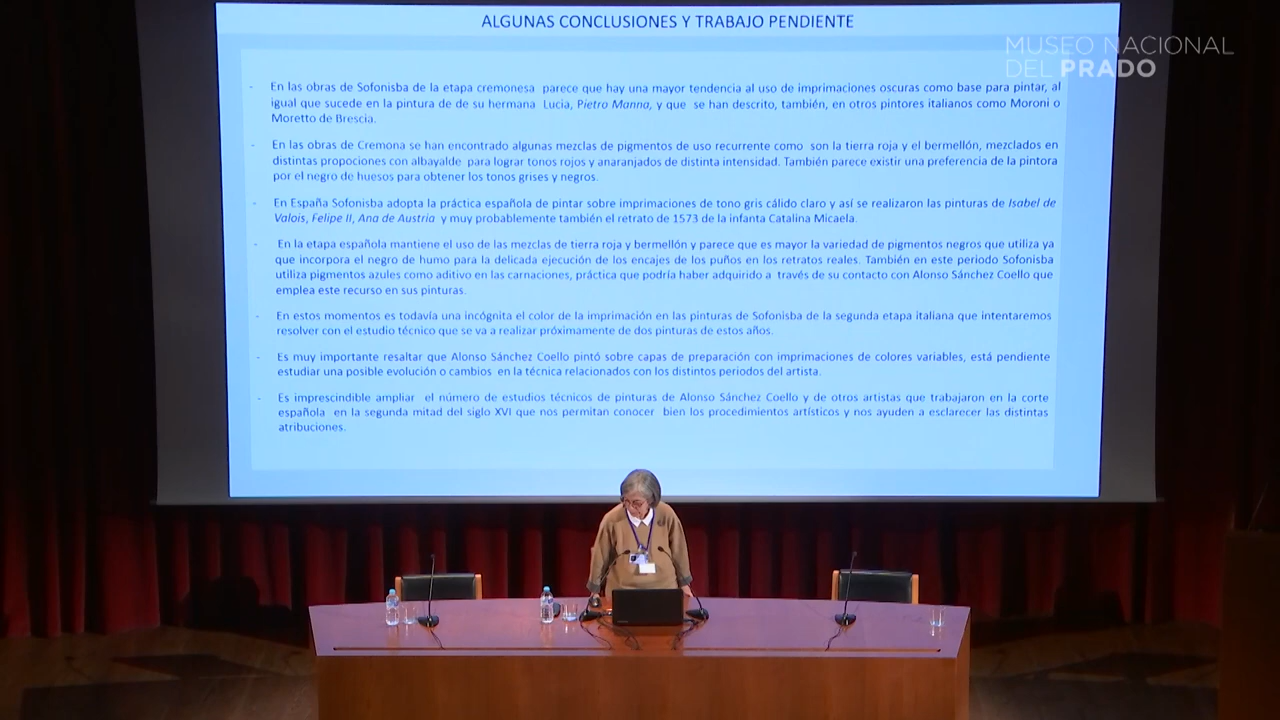 ALGUNAS CONCLUSIONES Y TRABAJO PENDIENTE
MUSEO NACIONAL
DEL PRADO
- En las obras de Sofonisba de la etapa cremonesa parece que hay una mayor tendencia al uso de imprimaciones oscuras como base para pintar, al
igual que sucede en la pintura de de su hermana Lucia, Pietro Manna, y que se han descrito, también, en otros pintores italianos como Moroni o
Moretto de Brescia.
- En las obras de Cremona se han encontrado algunas mezclas de pigmentos de uso recurrente como son la tierra roja y el bermellón, mezclados en
distintas propociones con albayalde para lograr tonos rojos y anaranjados de distinta intensidad. También parece existir una preferencia de la pintora
por el negro de huesos para obtener los tonos grises y negros.
- En España Sofonisba adopta la práctica española de pintar sobre imprimaciones de tono gris cálido claro y así se realizaron las pinturas de Isabel de
Valois, Felipe II, Ana de Austria y muy probablemente también el retrato de 1573 de la infanta Catalina Micaela.
- En la etapa española mantiene el uso de las mezclas de tierra roja y bermellón y parece que es mayor la variedad de pigmentos negros que utiliza ya
que incorpora el negro de humo para la delicada ejecución de los encajes de los puños en los retratos reales. También en este periodo Sofonisba
utiliza pigmentos azules como aditivo en las carnaciones, práctica que podría haber adquirido a través de su contacto con Alonso Sánchez Coello que
emplea este recurso en sus pinturas.
- En estos momentos es todavía una incógnita el color de la imprimación en las pinturas de Sofonisba de la segunda etapa italiana que intentaremos
resolver con el estudio técnico que se va a realizar próximamente de dos pinturas de estos años.
- Es muy importante resaltar que Alonso Sánchez Coello pintó sobre capas de preparación con imprimaciones de colores variables, está pendiente
estudiar una posible evolución o cambios en la técnica relacionados con los distintos periodos del artista.
- Es imprescindible ampliar el número de estudios técnicos de pinturas de Alonso Sánchez Coello y de otros artistas que trabajaron en la corte
española en la segunda mitad del siglo XVI que nos permitan conocer bien los procedimientos artísticos y nos ayuden a esclarecer las distintas
atribuciones.